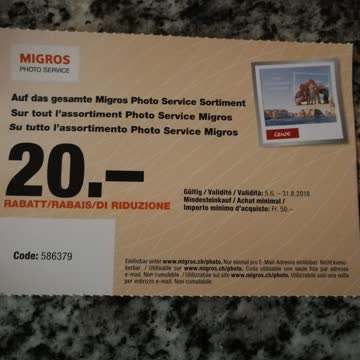 MIGROS
PHOTO SERVICE
Auf das gesamte Migros Photo Service Sortiment
Sur tout l'assortiment Photo Service Migros
Su tutto l'assortimento Photo Service Migros
cewe
20.–
RABATT/RABAIS/DI RIDUZIONE
Gültig / Validité / Validità: 5.6. – 31.8.2018
Mindesteinkauf / Achat minimal /
Importo minimo d'acquisto: Fr. 50.–
Code: 586379
Einlösbar unter www.migros.ch/photo. Nur einmal pro E-Mail-Adresse einlösbar. Nicht kumu-
lierbar. / Utilisable sur www.migros.ch/photo. Code utilisable une seule fois par adresse
e-mail. Non cumulable. / Utilizzabile sul sito www.migros.ch/photo. Utilizzabile solo una volta
per indirizzo e-mail. Non cumulabile.